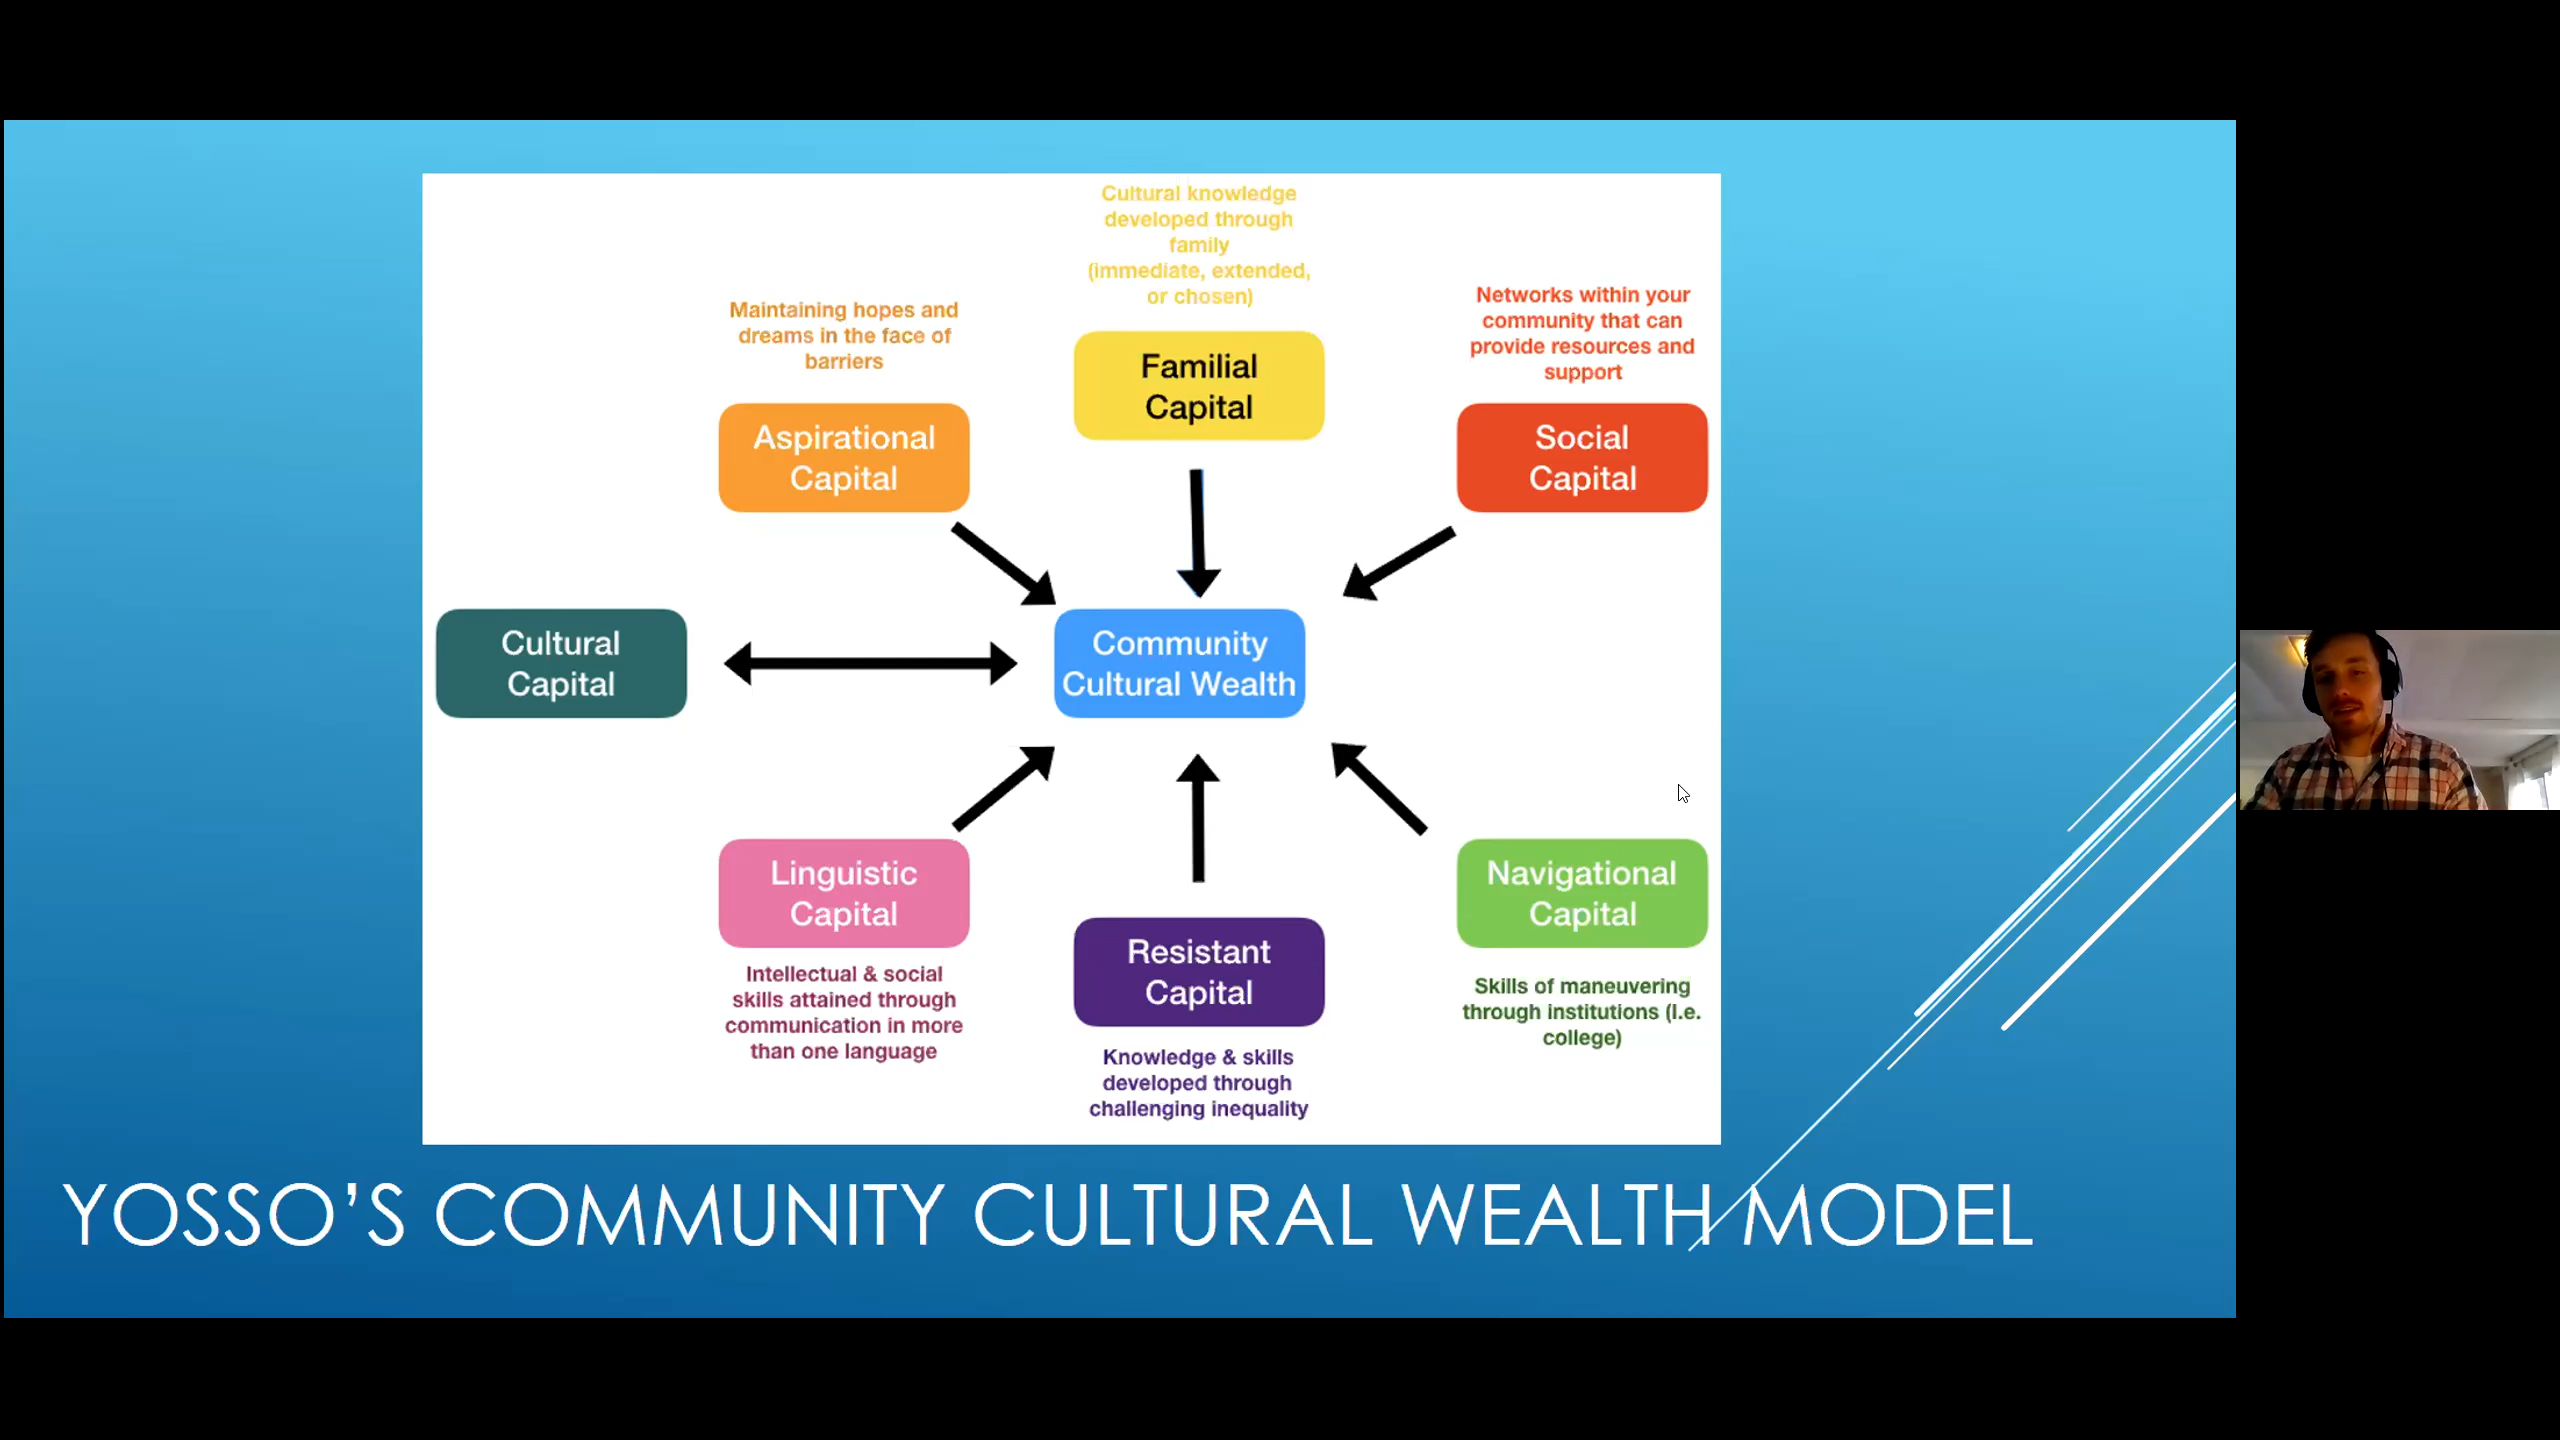 Cultural knowledge
developed through
family
(immediate, extended,
or chosen)
Familial
Capital
Maintaining hopes and
dreams in the face of
barriers
Aspirational
Capital
Networks within your
community that can
provide resources and
support
Social
Capital
Cultural
Capital
Community
Cultural Wealth
Linguistic
Capital
Intellectual & social
skills attained through
communication in more
than one language
Resistant
Capital
Knowledge & skills
developed through
challenging inequality
Navigational
Capital
Skills of maneuvering
through institutions (I.e.
college)
YOSSO’S COMMUNITY CULTURAL WEALTH MODEL